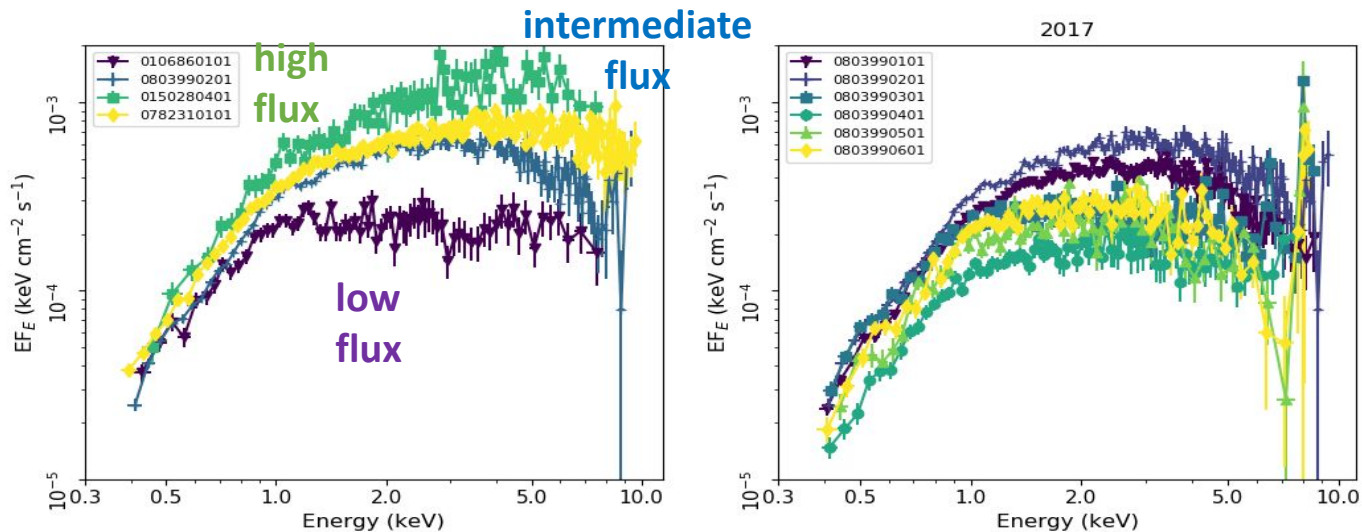 high
flux
intermediate
flux
low
flux
0106860101
0803990201
0150280401
0782310101
10⁻³
10⁻⁴
10⁻⁵
EF_E (keV cm⁻² s⁻¹)
0.3 0.5 1.0 2.0 5.0 10.0
Energy (keV)
2017
0803990101
0803990201
0803990301
0803990401
0803990501
0803990601
10⁻³
10⁻⁴
10⁻⁵
EF_E (keV cm⁻² s⁻¹)
0.3 0.5 1.0 2.0 5.0 10.0
Energy (keV)